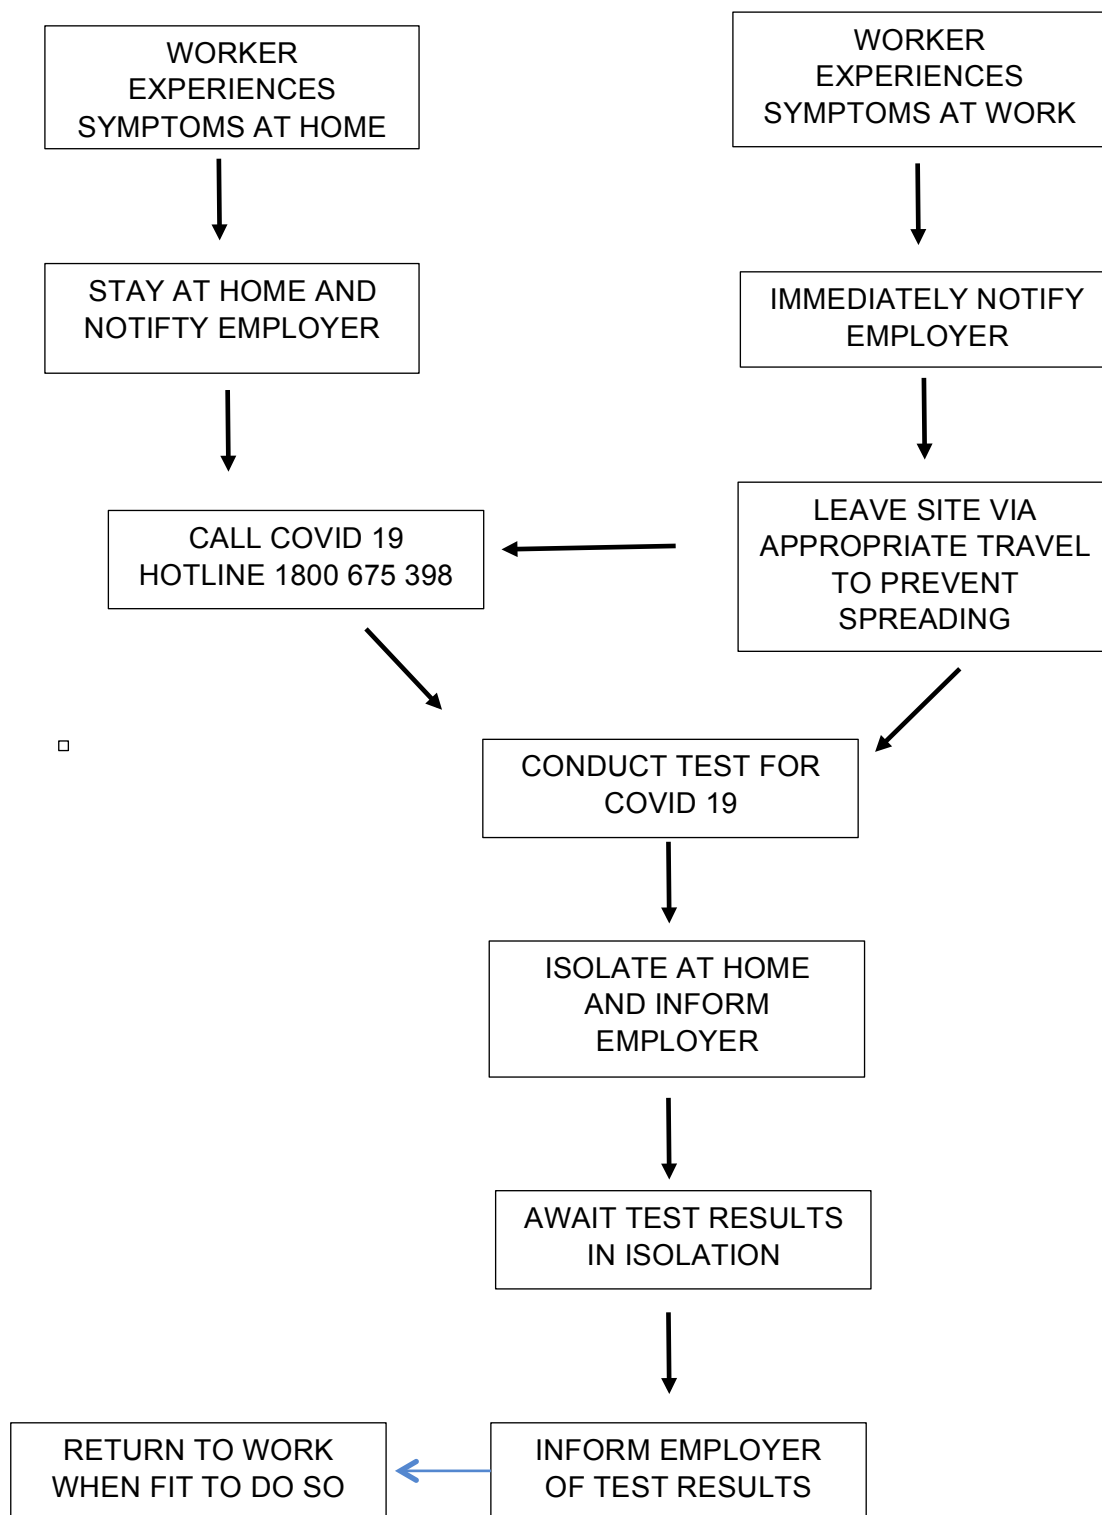 WORKER
EXPERIENCES
SYMPTOMS AT HOME
WORKER
EXPERIENCES
SYMPTOMS AT WORK
STAY AT HOME AND
NOTIFTY EMPLOYER
IMMEDIATELY NOTIFY
EMPLOYER
CALL COVID 19
HOTLINE 1800 675 398
LEAVE SITE VIA
APPROPRIATE TRAVEL
TO PREVENT
SPREADING
CONDUCT TEST FOR
COVID 19
ISOLATE AT HOME
AND INFORM
EMPLOYER
AWAIT TEST RESULTS
IN ISOLATION
RETURN TO WORK
WHEN FIT TO DO SO
INFORM EMPLOYER
OF TEST RESULTS